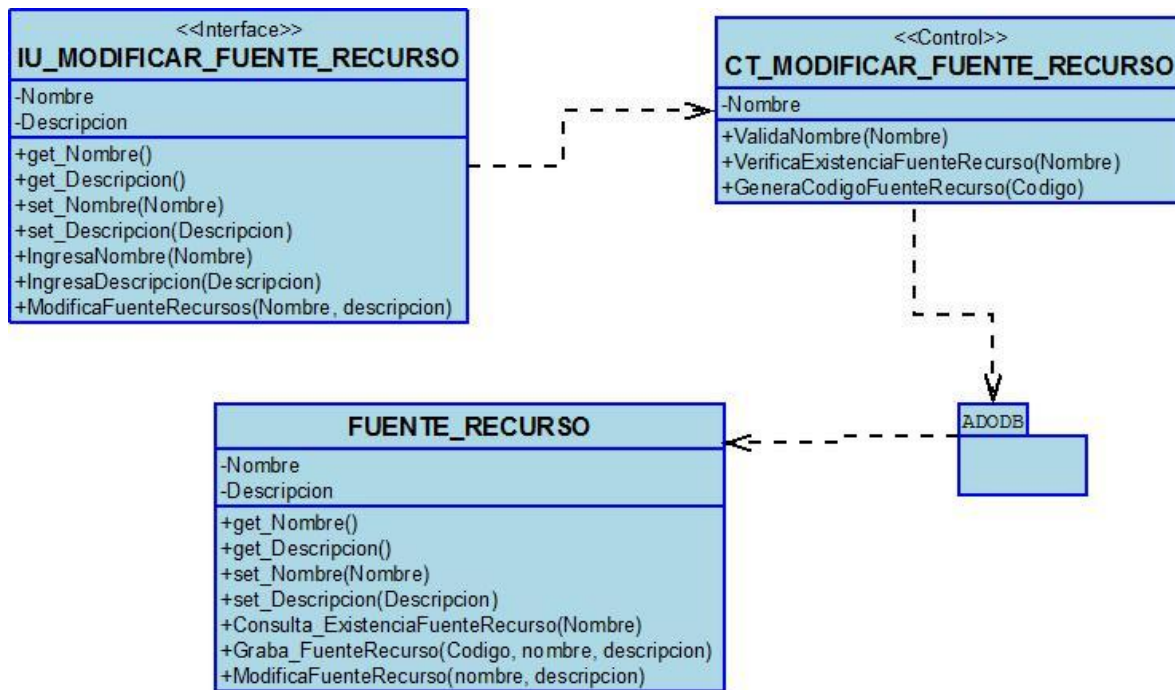 <<Interface>>
IU_MODIFICAR_FUENTE_RECURSO
-Nombre
-Descripcion
+get_Nombre()
+get_Descripcion()
+set_Nombre(Nombre)
+set_Descripcion(Descripcion)
+IngresaNombre(Nombre)
+IngresaDescripcion(Descripcion)
+ModificaFuenteRecursos(Nombre, descripcion)
<<Control>>
CT_MODIFICAR_FUENTE_RECURSO
-Nombre
+ValidaNombre(Nombre)
+VerificaExistenciaFuenteRecurso(Nombre)
+GeneraCodigoFuenteRecurso(Codigo)
ADODB
FUENTE_RECURSO
-Nombre
-Descripcion
+get_Nombre()
+get_Descripcion()
+set_Nombre(Nombre)
+set_Descripcion(Descripcion)
+Consulta_ExistenciaFuenteRecurso(Nombre)
+Graba_FuenteRecurso(Codigo, nombre, descripcion)
+ModificaFuenteRecurso(nombre, descripcion)